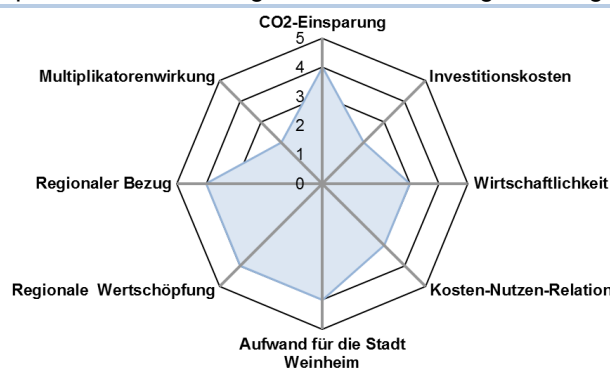 CO2-Einsparung
5
4
3
2
1
0
Multiplikatorenwirkung
Investitionskosten
Regionaler Bezug
Wirtschaftlichkeit
Regionale Wertschöpfung
Kosten-Nutzen-Relation
Aufwand für die Stadt
Weinheim